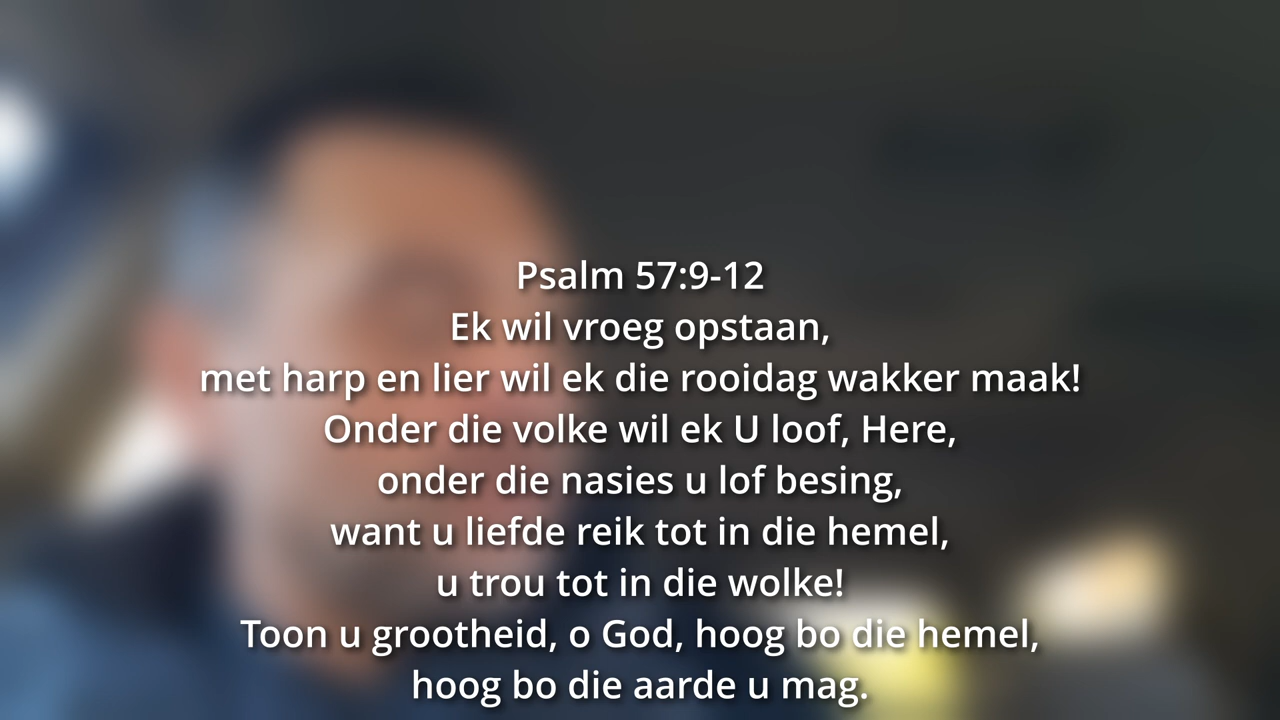 Psalm 57:9-12
Ek wil vroeg opstaan,
met harp en lier wil ek die rooidag wakker maak!
Onder die volke wil ek U loof, Here,
onder die nasies u lof besing,
want u liefde reik tot in die hemel,
u trou tot in die wolke!
Toon u grootheid, o God, hoog bo die hemel,
hoog bo die aarde u mag.